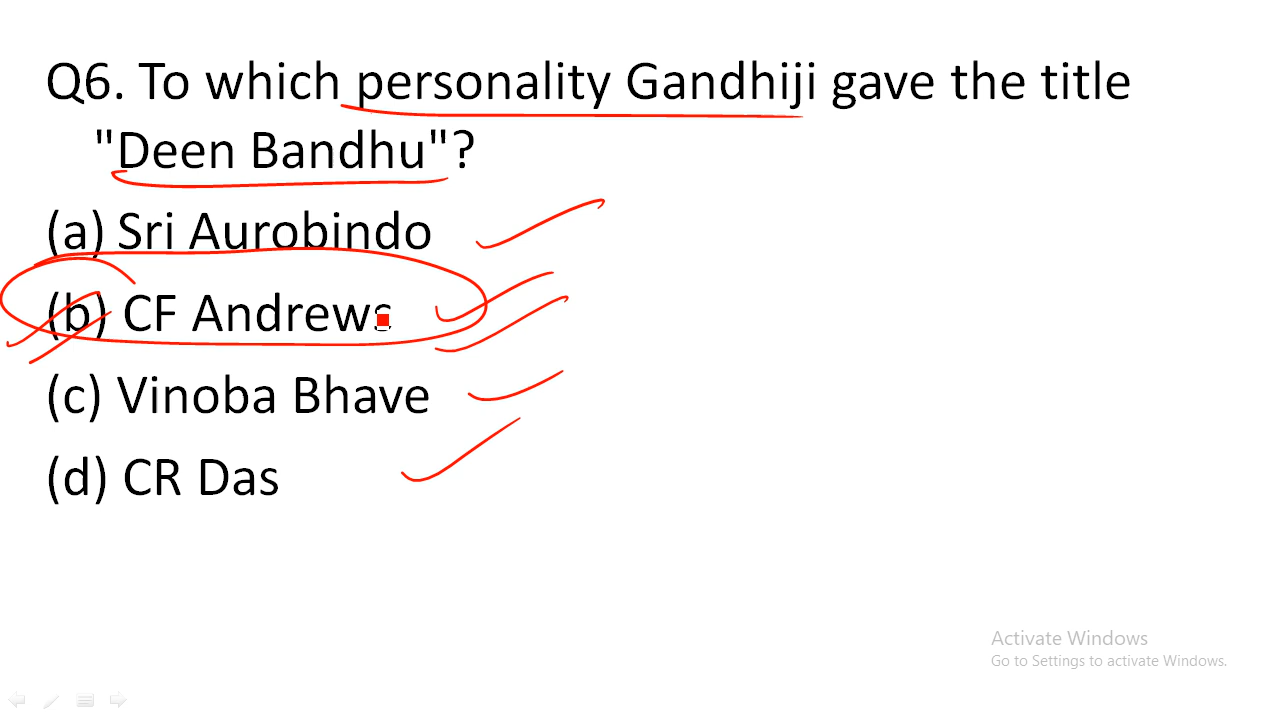 Q6. To which personality Gandhiji gave the title
"Deen Bandhu"?
(a) Sri Aurobindo
(b) CF Andrews
(c) Vinoba Bhave
(d) CR Das
Activate Windows
Go to Settings to activate Windows.